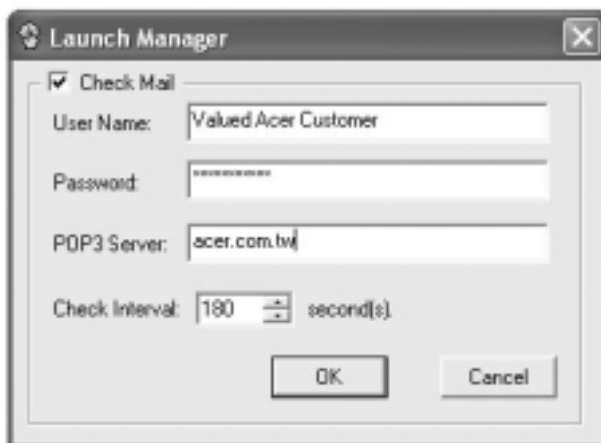 Launch Manager
Check Mail
User Name: Valued Acer Customer
Password: ***********
POP3 Server: acer.com.tw
Check Interval: 180 second(s).
OK Cancel